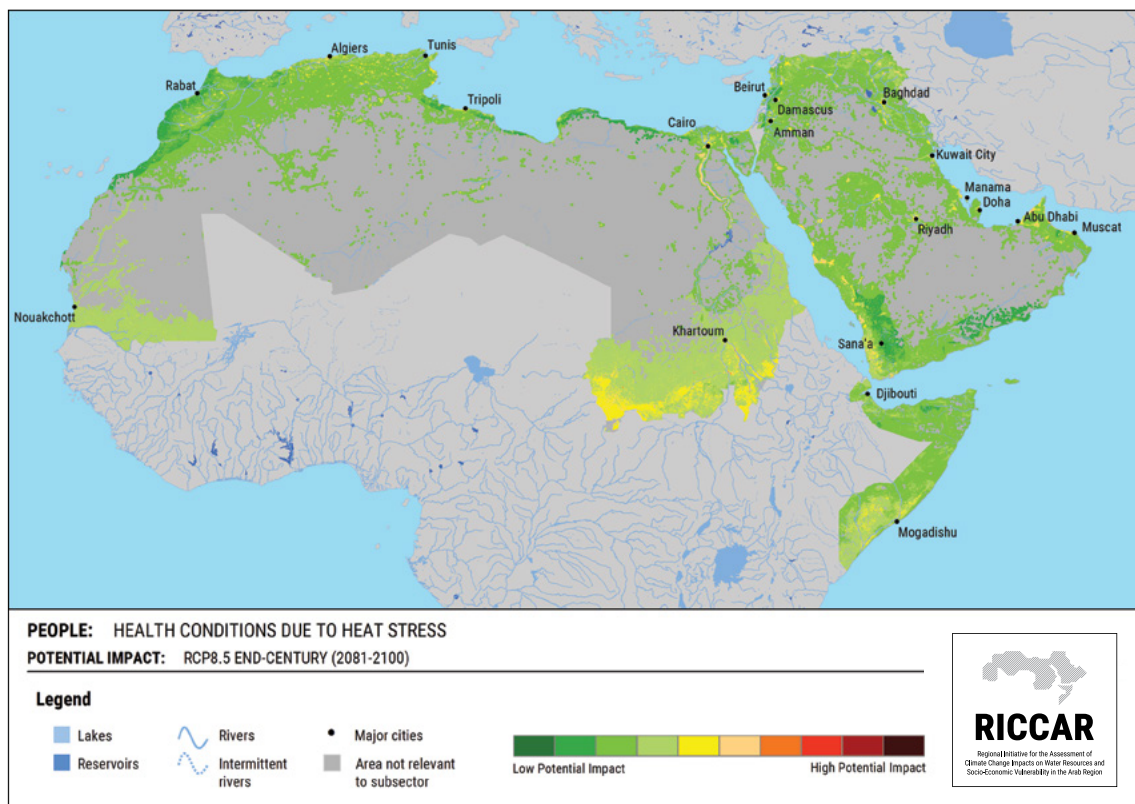 Algiers
Tunis
Rabat
Tripoli
Beirut
Baghdad
Damascus
Cairo
Amman
Kuwait City
Manama
Doha
Abu Dhabi
Riyadh
Muscat
Nouakchott
Khartoum
Sana'a
Djibouti
Mogadishu
PEOPLE: HEALTH CONDITIONS DUE TO HEAT STRESS
POTENTIAL IMPACT: RCP8.5 END-CENTURY (2081-2100)
Legend
Lakes
Reservoirs
Rivers
Intermittent
rivers
Major cities
Area not relevant
to subsector
Low Potential Impact
High Potential Impact
RICCAR
Regional Initiative for the Assessment of
Climate Change Impacts on Water Resources and
Socio-Economic Vulnerability in the Arab Region